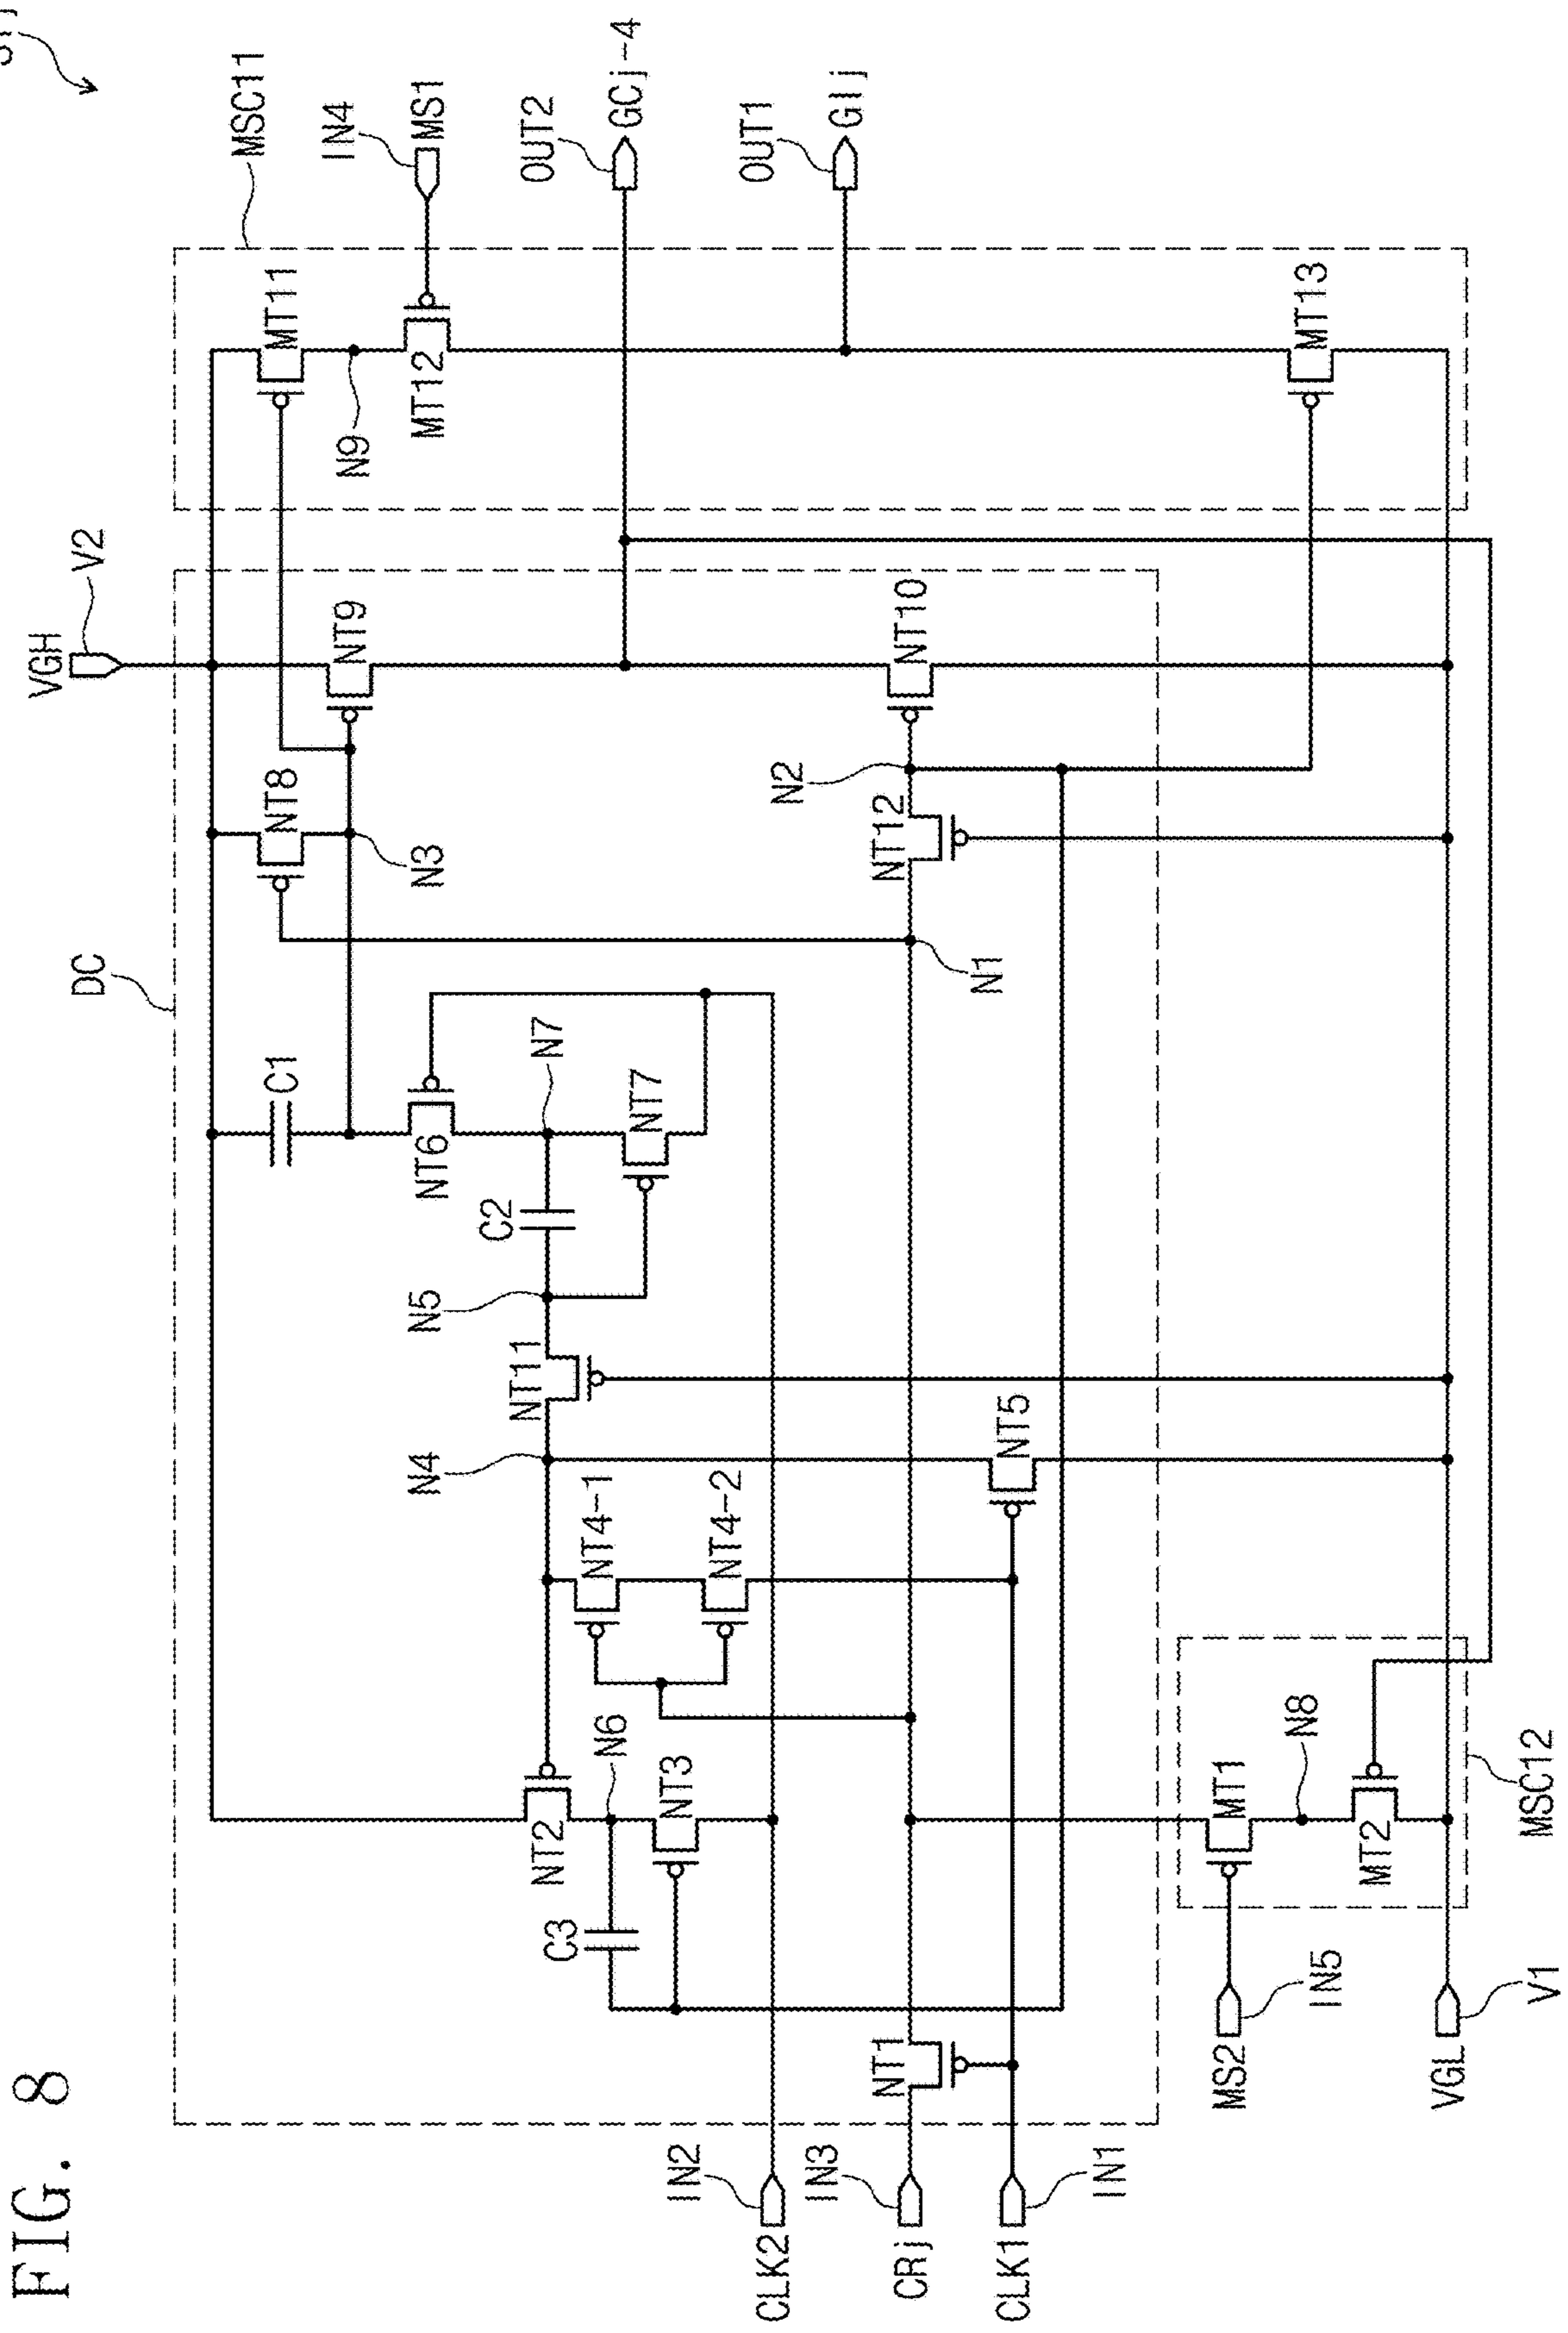 FIG. 8
MSC11
IN4
MS1
OUT2
GCj-4
OUT1
GIj
VGH
V2
DC
C1
NT8
N3
NT9
MT11
N9
MT12
NT6
N7
C2
NT7
N5
NT11
N4
NT4-1
NT4-2
NT2
N6
NT3
C3
IN2
CLK2
IN3
CRj
NT1
N1
NT12
N2
NT10
NT5
MT13
CLK1
IN1
MS2
IN5
MT1
N8
MT2
MSC12
VGL
V1